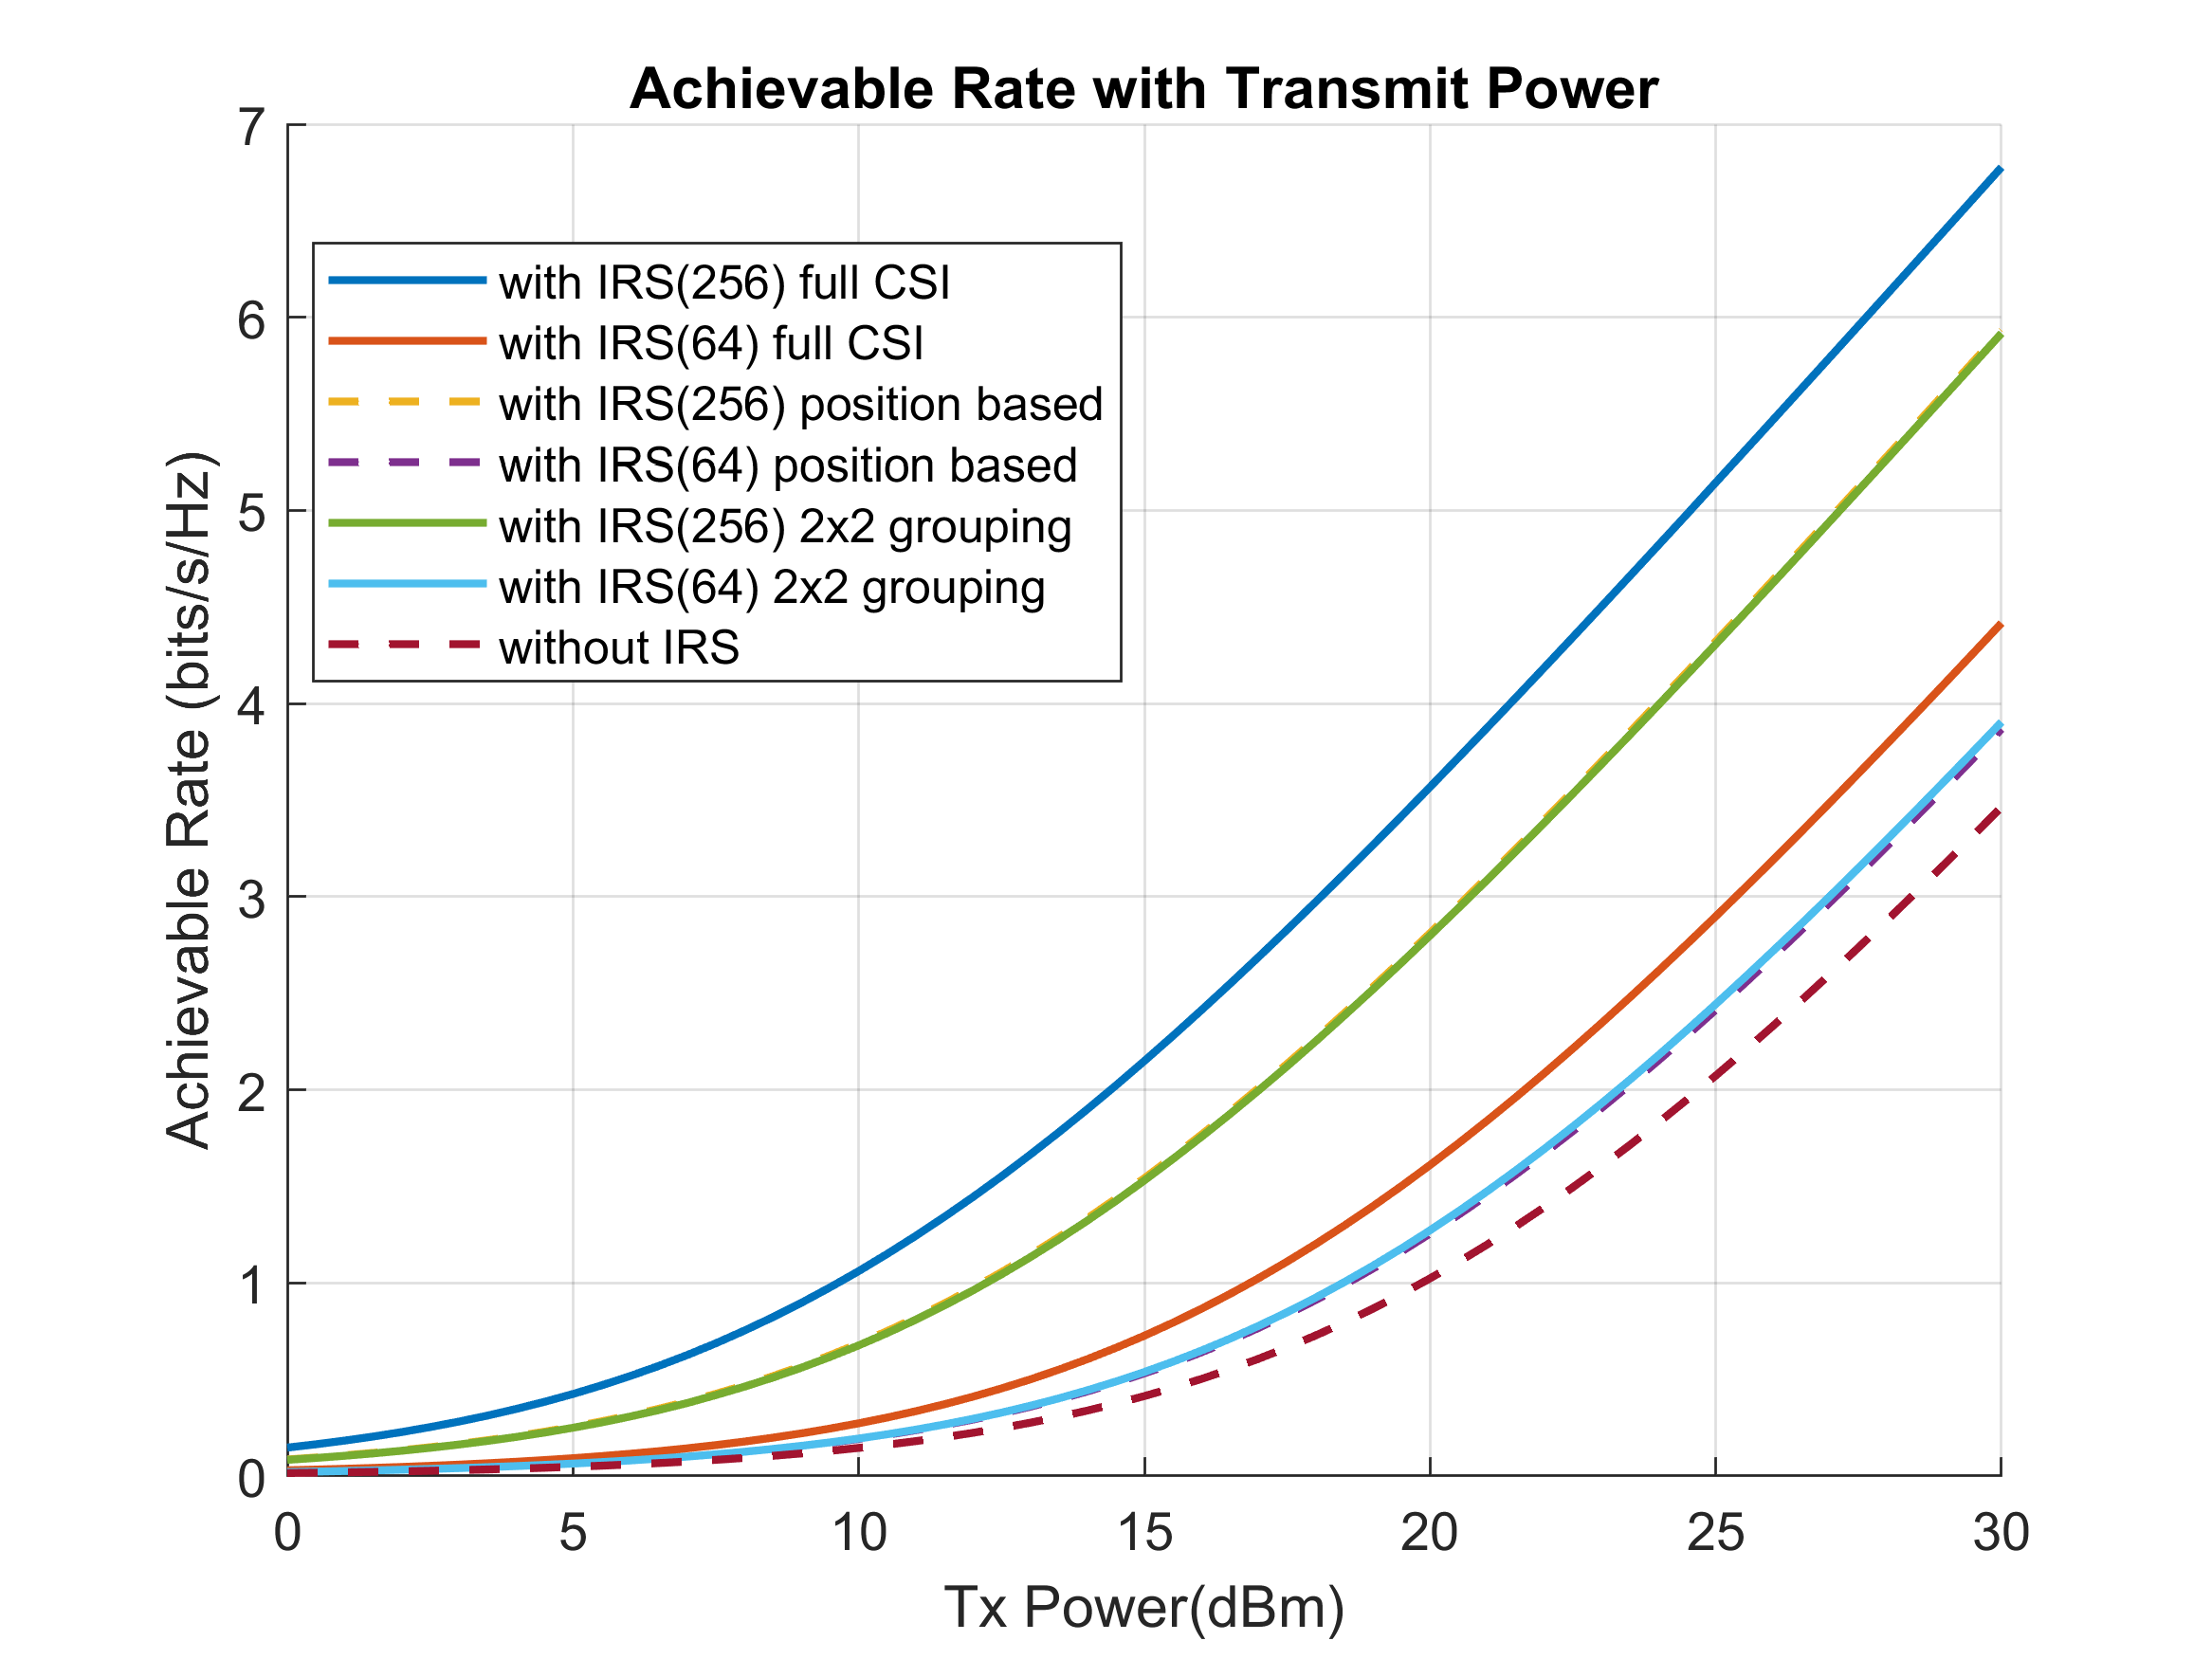 Achievable Rate with Transmit Power
7
6
5
4
3
2
1
0
Achievable Rate (bits/s/Hz)
with IRS(256) full CSI
with IRS(64) full CSI
with IRS(256) position based
with IRS(64) position based
with IRS(256) 2x2 grouping
with IRS(64) 2x2 grouping
without IRS
0 5 10 15 20 25 30
Tx Power(dBm)